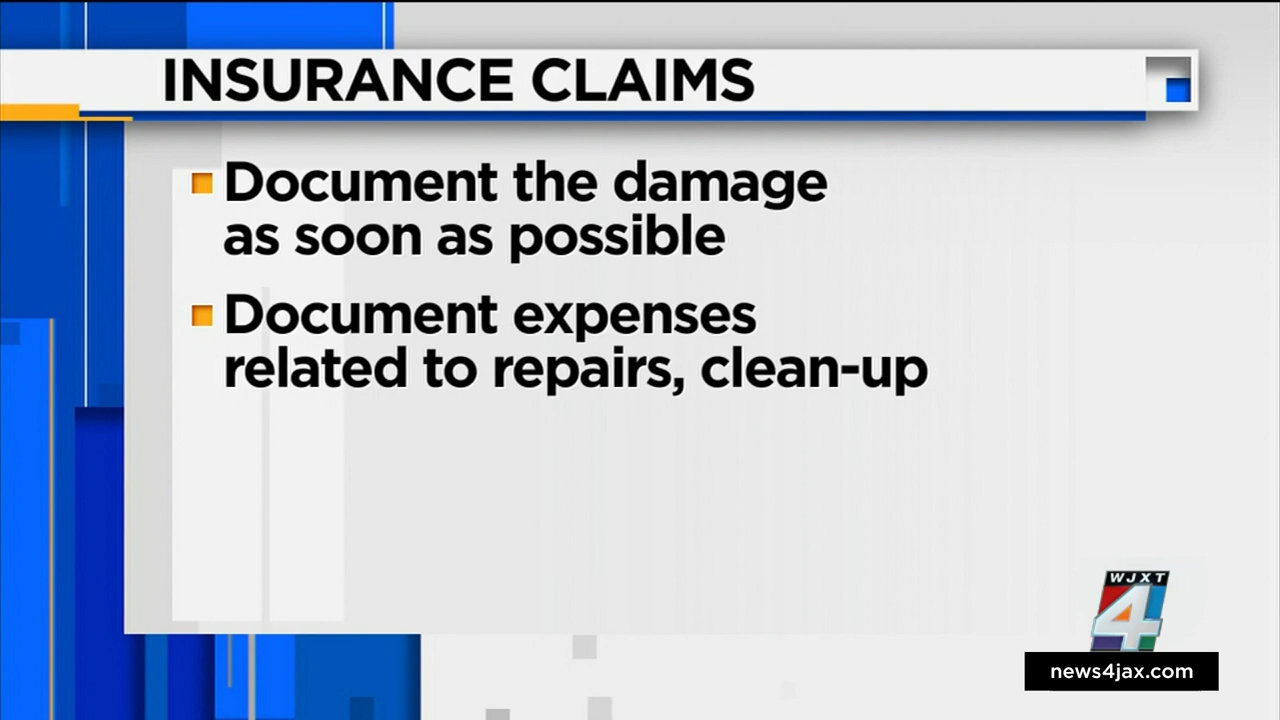 INSURANCE CLAIMS
Document the damage
as soon as possible
Document expenses
related to repairs, clean-up
WJXT
4
news4jax.com